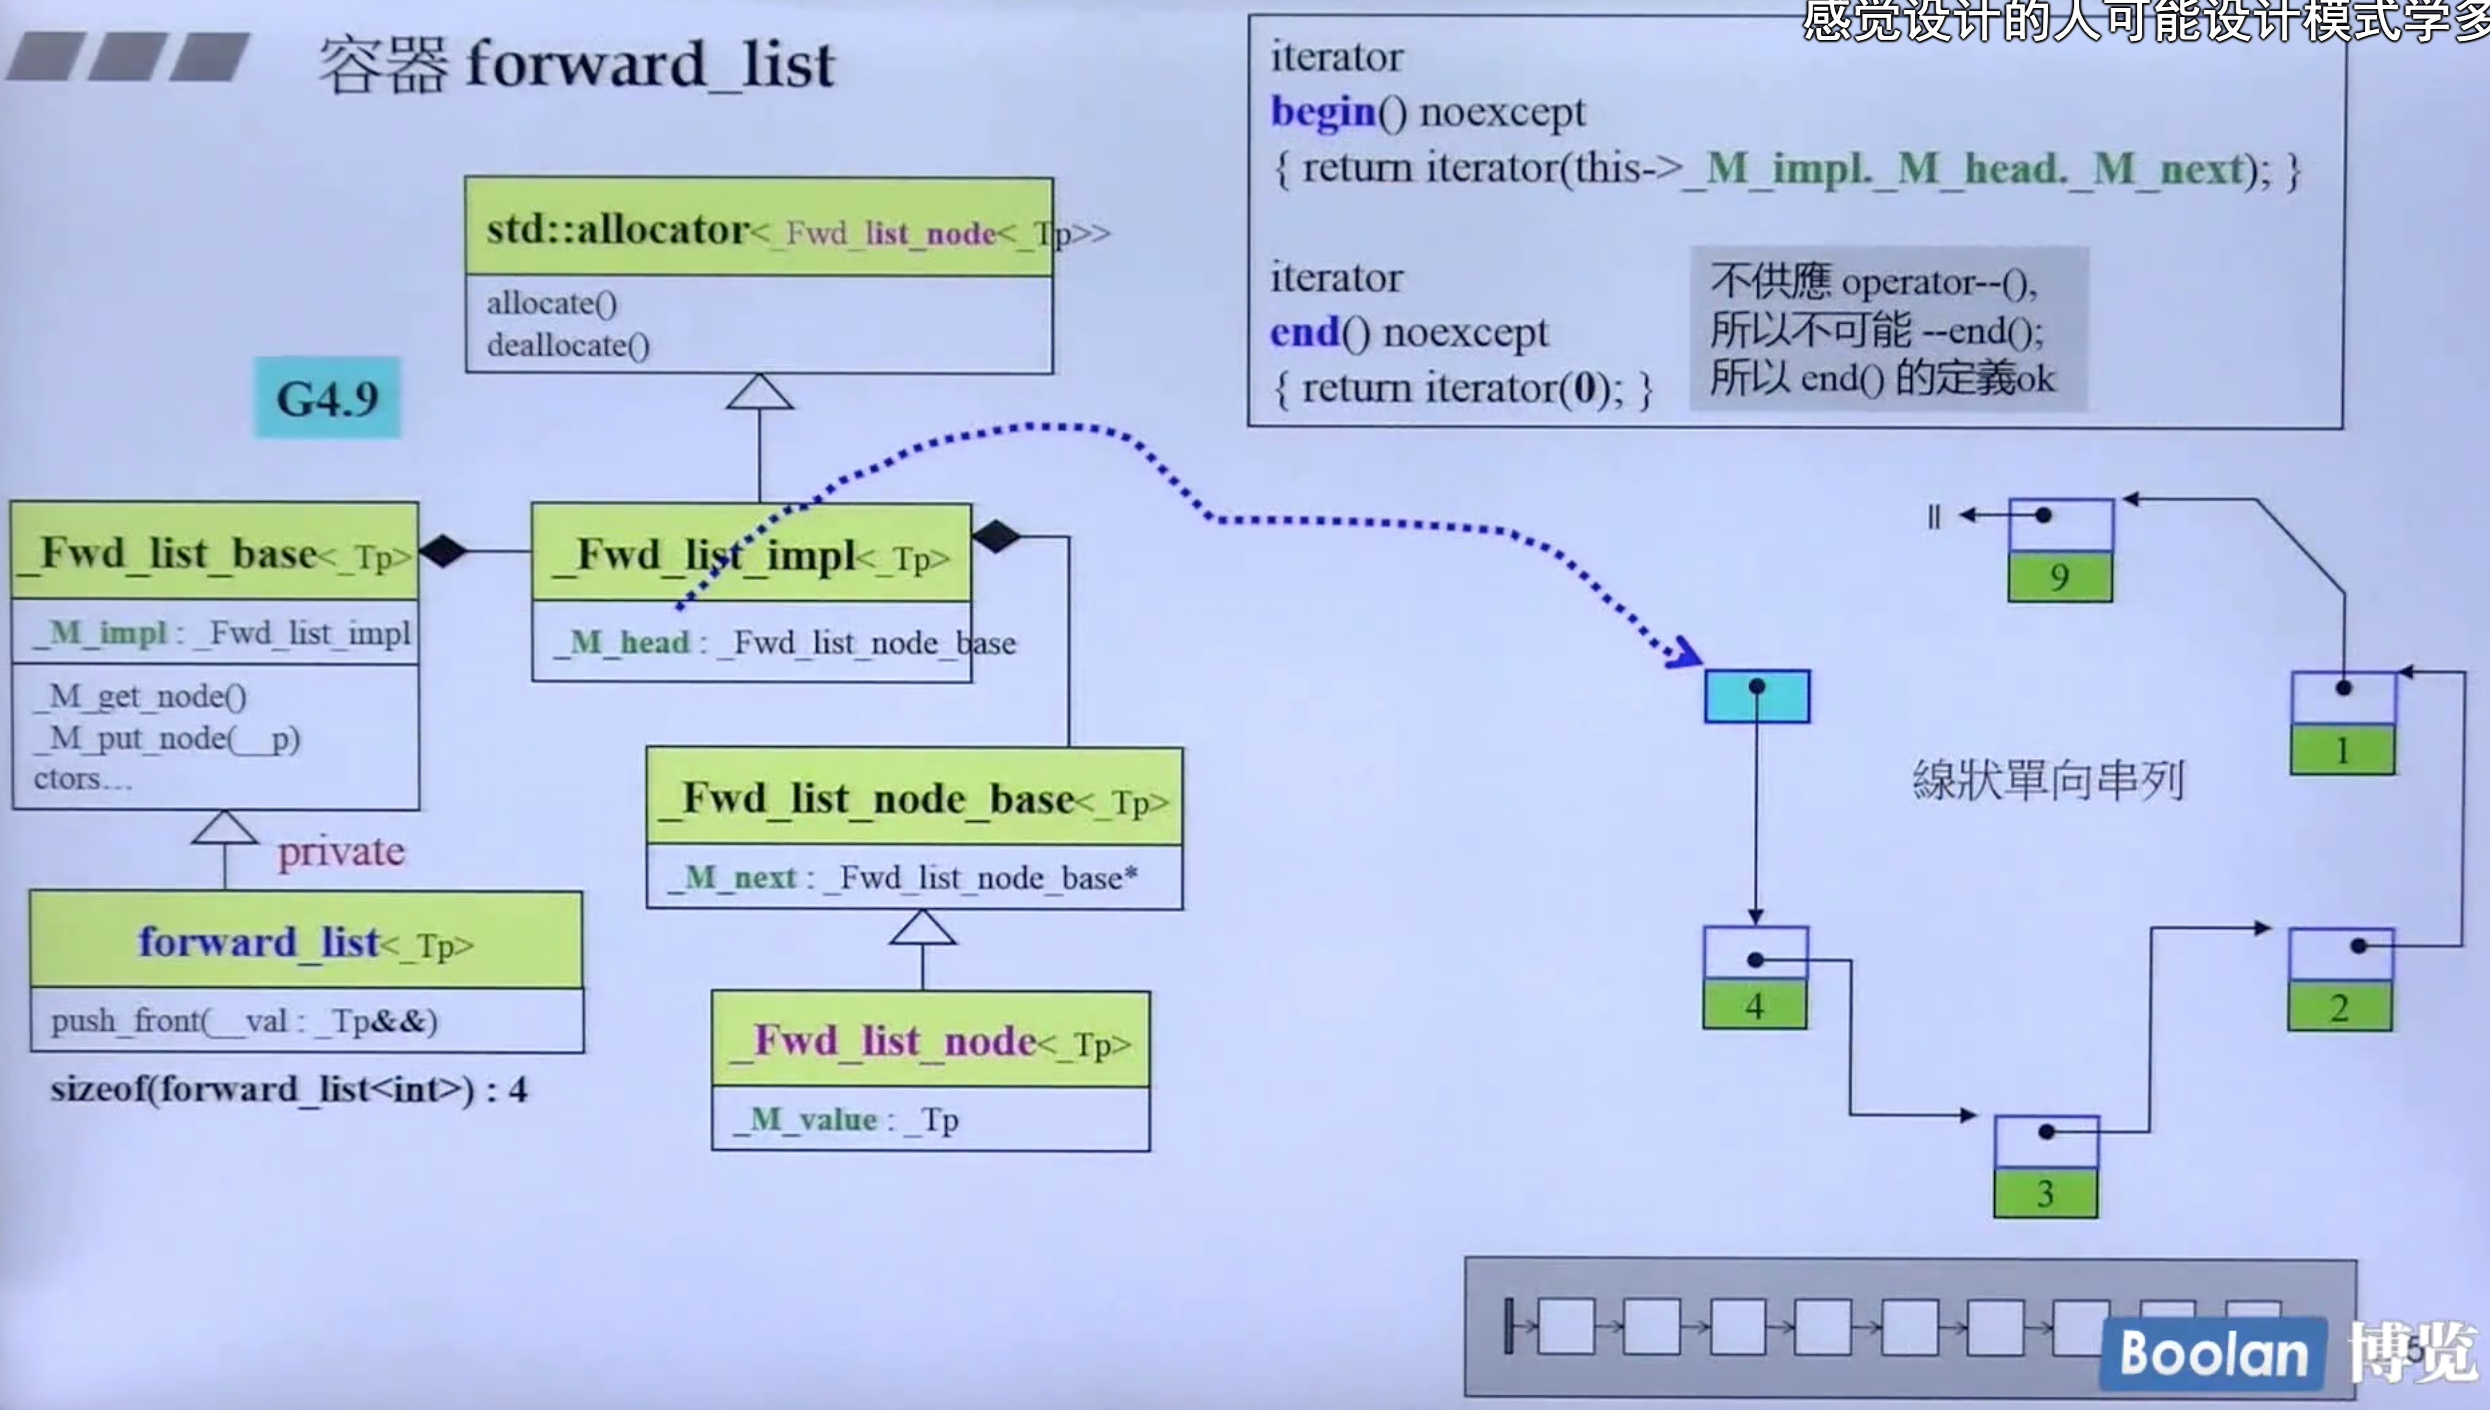 感觉设计的人可能设计模式学多
容器 forward_list
iterator
begin() noexcept
{ return iterator(this->_M_impl._M_head._M_next); }
iterator
end() noexcept
{ return iterator(0); }
不供應 operator--(),
所以不可能 --end();
所以 end() 的定義ok
std::allocator<_Fwd_list_node<_Tp>>
allocate()
deallocate()
G4.9
_Fwd_list_base<_Tp>
_M_impl : _Fwd_list_impl
_M_get_node()
_M_put_node(__p)
ctors...
_Fwd_list_impl<_Tp>
_M_head : _Fwd_list_node_base
private
forward_list<_Tp>
push_front(__val : _Tp&&)
sizeof(forward_list<int>) : 4
_Fwd_list_node_base<_Tp>
_M_next : _Fwd_list_node_base*
_Fwd_list_node<_Tp>
_M_value : _Tp
線狀單向串列
9
1
4
2
3
Boolan 博览